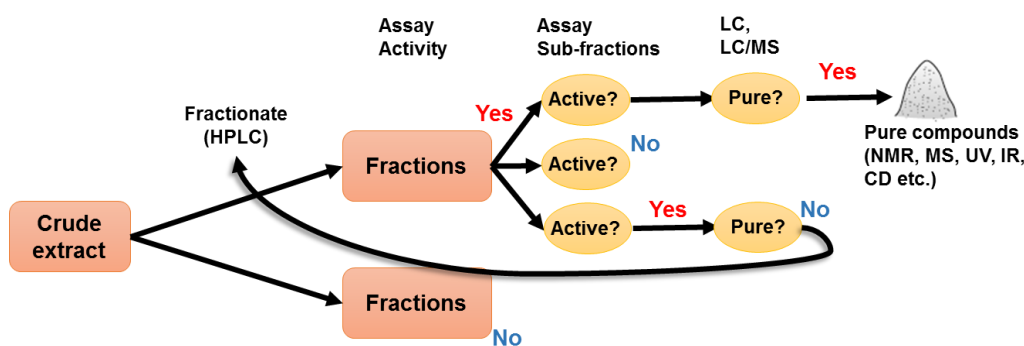 Assay
Activity
Assay
Sub-fractions
LC,
LC/MS
Fractionate
(HPLC)
Yes
Active?
Pure?
Yes
Pure compounds
(NMR, MS, UV, IR,
CD etc.)
Fractions
Active?
No
Crude
extract
Active?
Yes
Pure?
No
Fractions
No